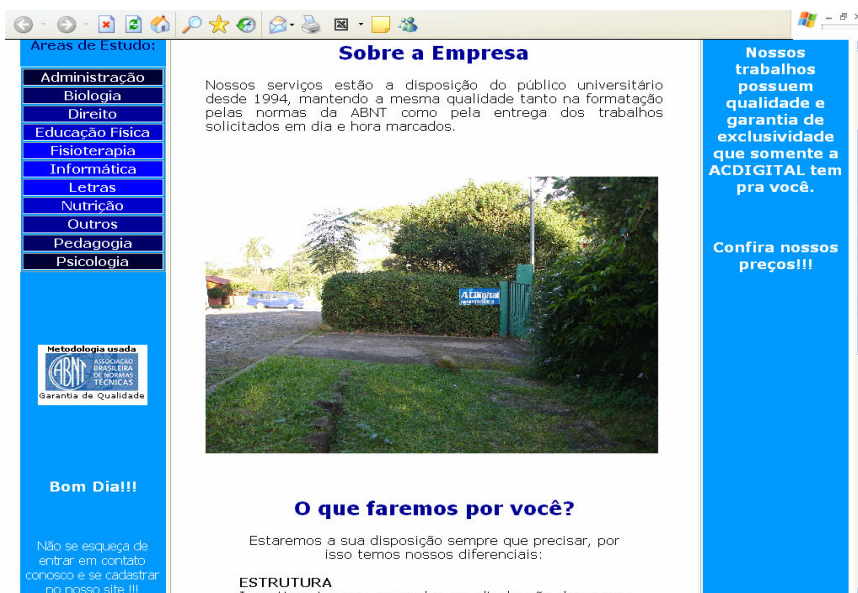 Áreas de Estudo:
Administração
Biologia
Direito
Educação Física
Fisioterapia
Informática
Letras
Nutrição
Outros
Pedagogia
Psicologia
Metodologia usada
ABNT
ASSOCIAÇÃO
BRASILEIRA
DE NORMAS
TÉCNICAS
Garantia de Qualidade
Bom Dia!!!
Não se esqueça de
entrar em contato
conosco e se cadastrar
no nosso site !!!
Sobre a Empresa
Nossos serviços estão a disposição do público universitário
desde 1994, mantendo a mesma qualidade tanto na formatação
pelas normas da ABNT como pela entrega dos trabalhos
solicitados em dia e hora marcados.
ACDigital
informática
O que faremos por você?
Estaremos a sua disposição sempre que precisar, por
isso temos nossos diferenciais:
ESTRUTURA
Nossos
trabalhos
possuem
qualidade e
garantia de
exclusividade
que somente a
ACDIGITAL tem
pra você.
Confira nossos
preços!!!